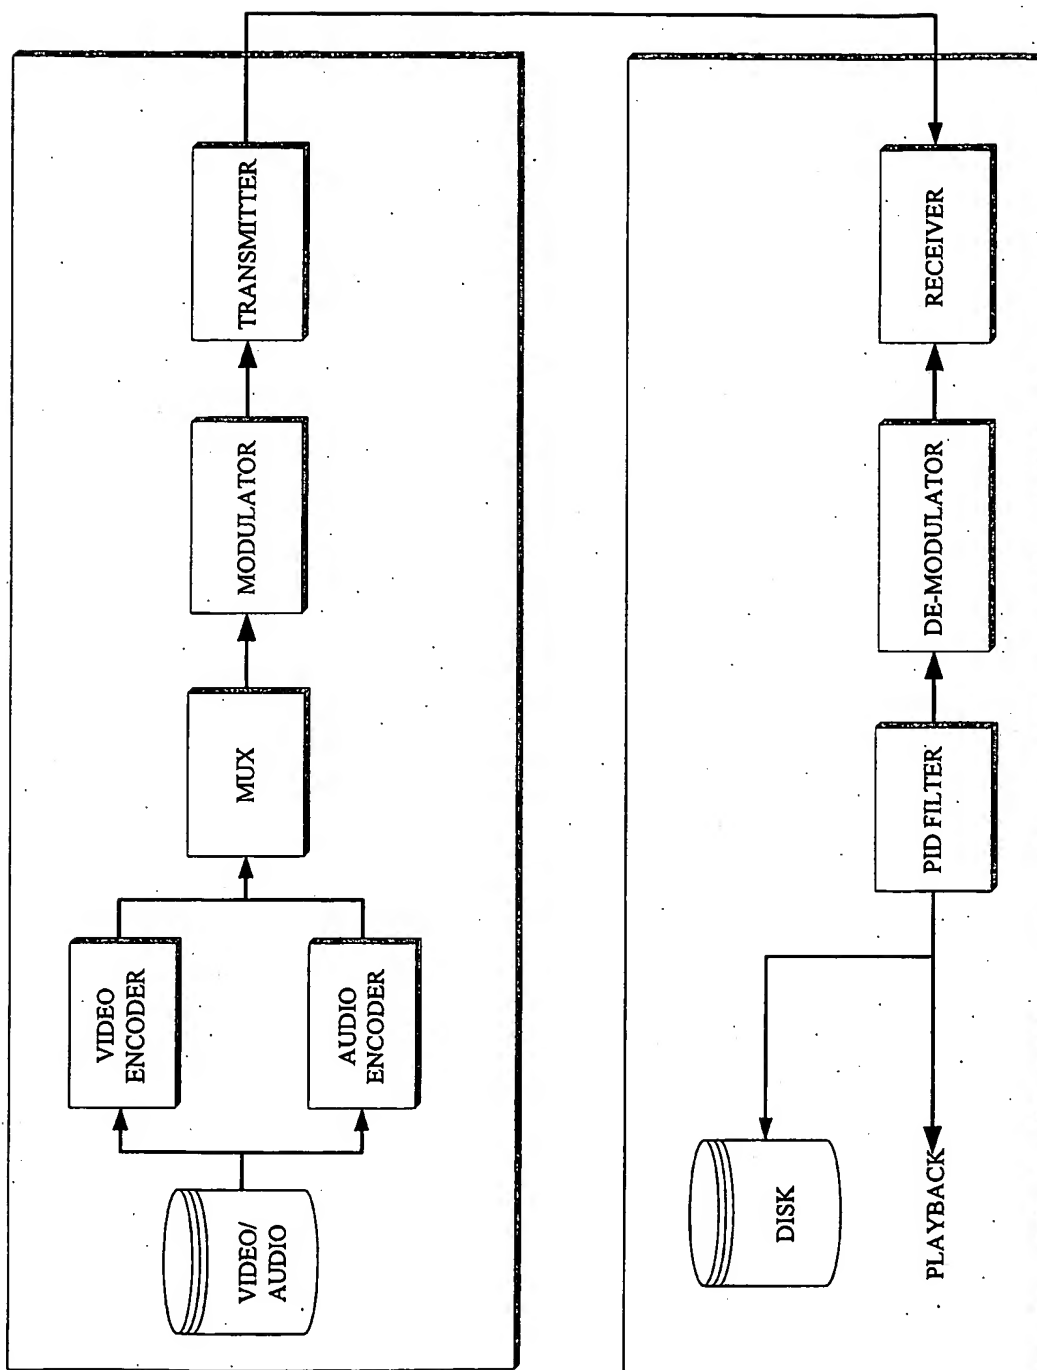 VIDEO/
AUDIO
VIDEO
ENCODER
AUDIO
ENCODER
MUX
MODULATOR
TRANSMITTER
DISK
PLAYBACK
PID FILTER
DE-MODULATOR
RECEIVER